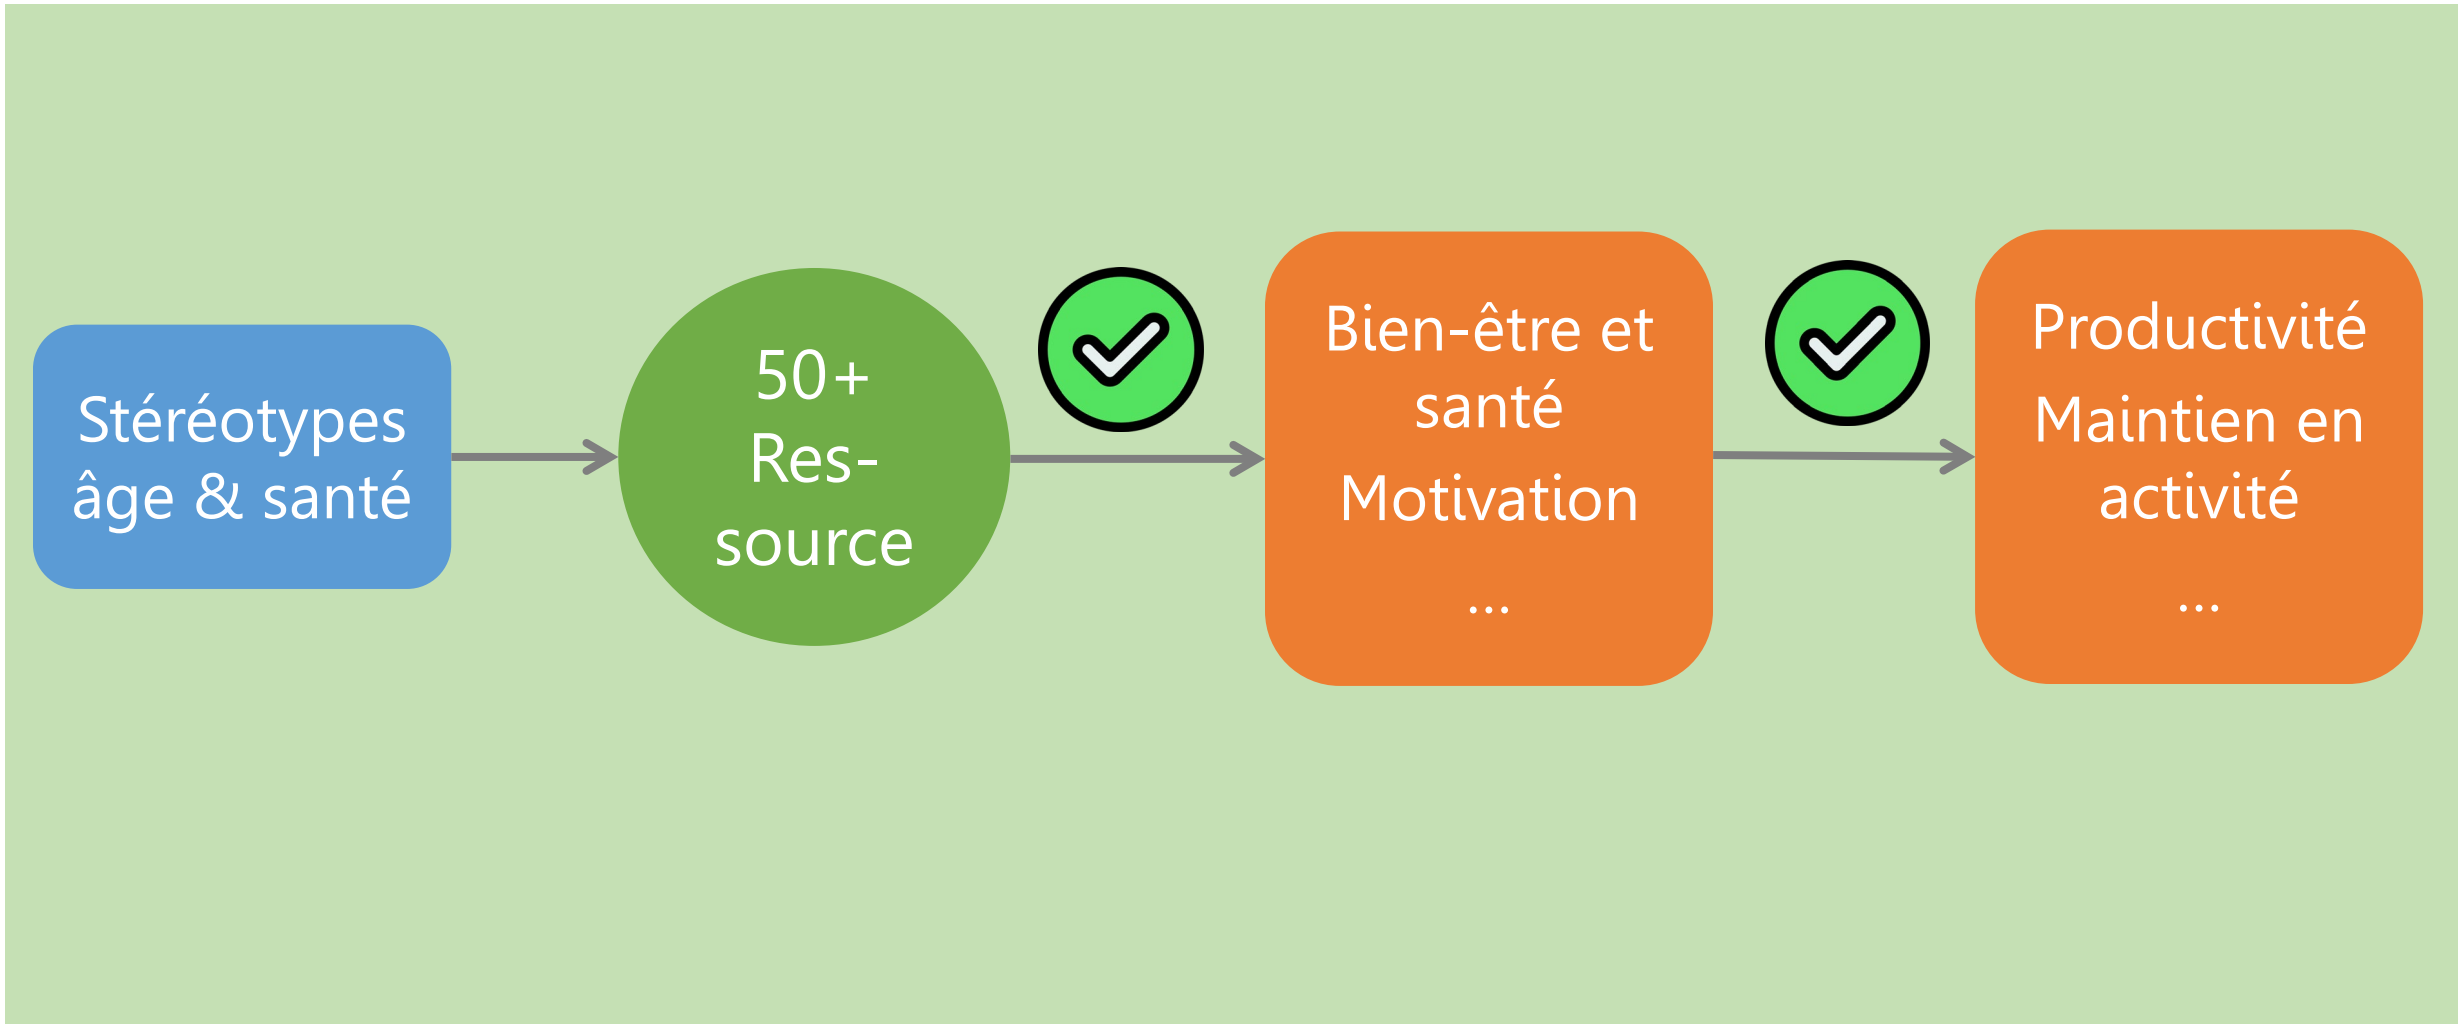 Stéréotypes
âge & santé
50+
Res-
source
Bien-être et
santé
Motivation
...
Productivité
Maintien en
activité
...